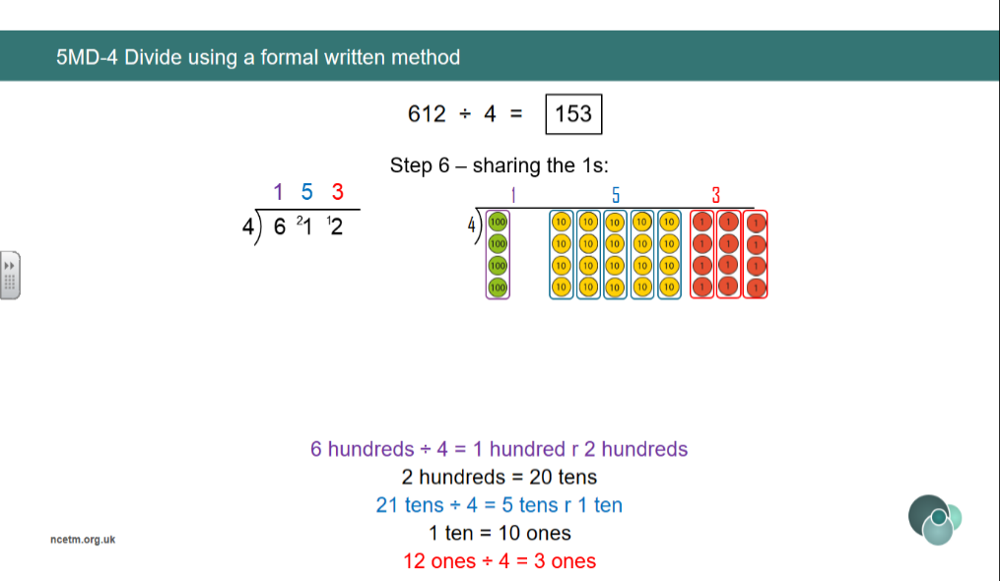 5MD-4 Divide using a formal written method
612 ÷ 4 = 153
Step 6 – sharing the 1s:
1 5 3
4) 6 ²1 ¹2
1 5 3
4)
100 10 10 10 10 10 1 1 1
100 10 10 10 10 10 1 1 1
100 10 10 10 10 10 1 1 1
100 10 10 10 10 10 1 1 1
6 hundreds ÷ 4 = 1 hundred r 2 hundreds
2 hundreds = 20 tens
21 tens ÷ 4 = 5 tens r 1 ten
1 ten = 10 ones
12 ones ÷ 4 = 3 ones
ncetm.org.uk